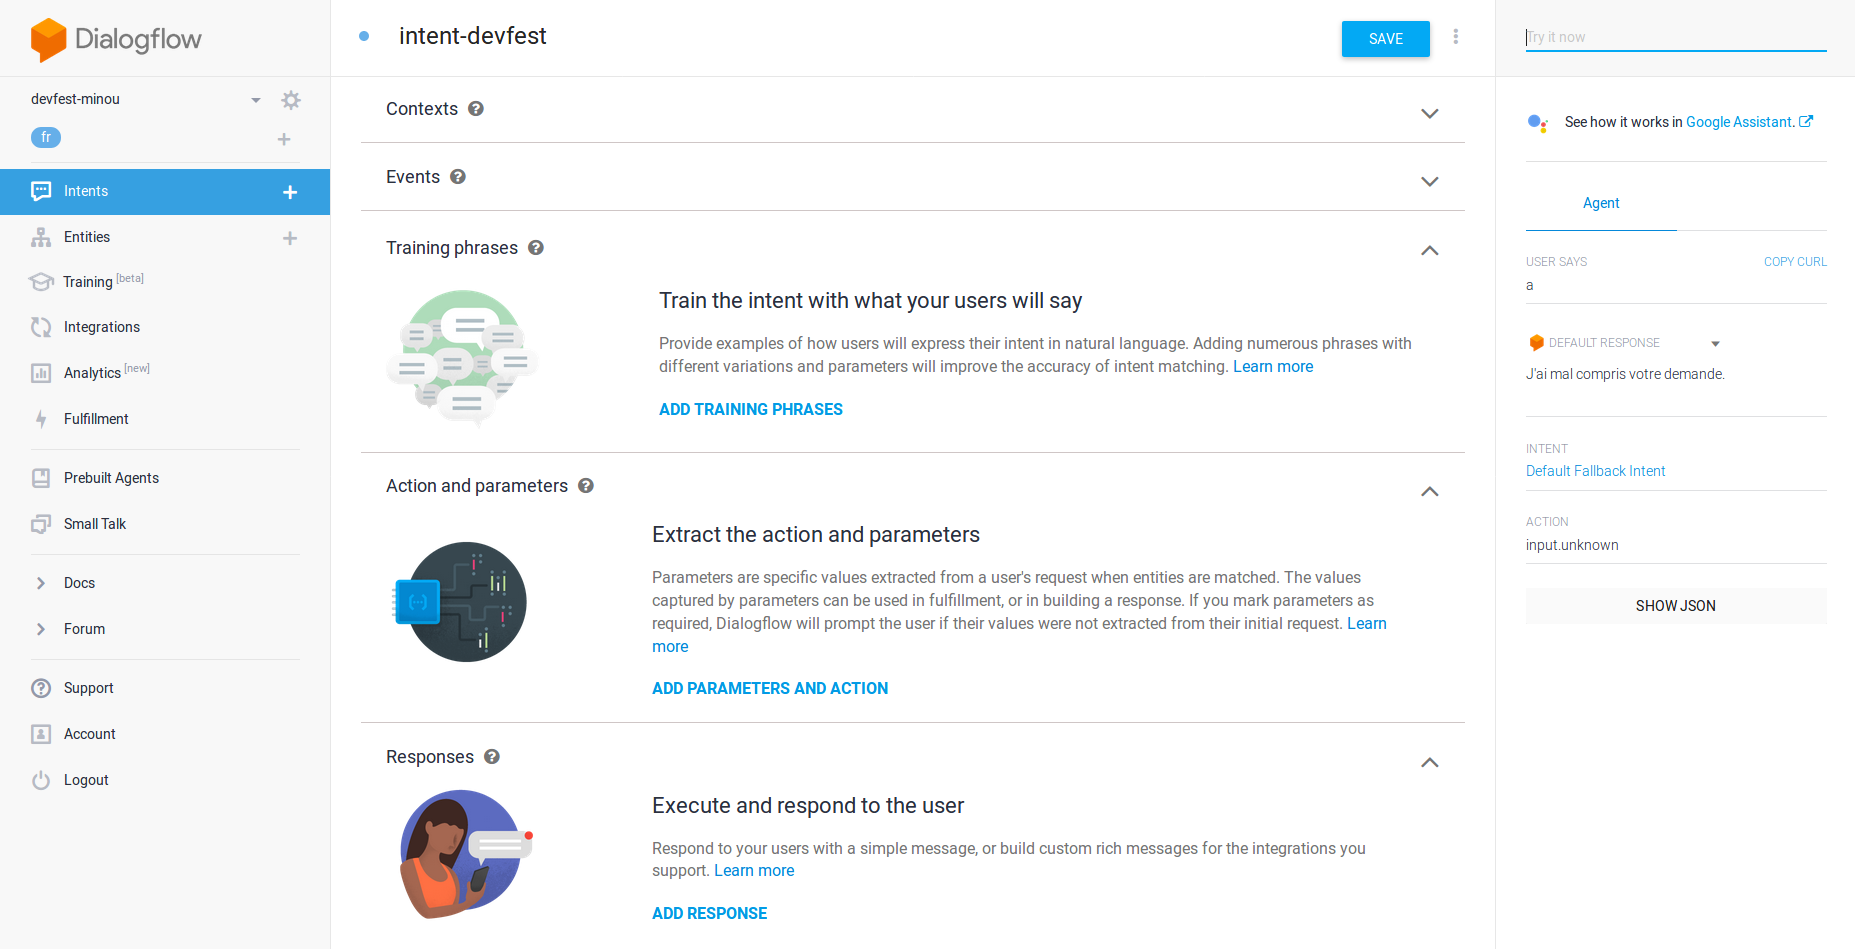 Dialogflow
devfest-minou
fr
Intents
Entities
Training [beta]
Integrations
Analytics [new]
Fulfillment
Prebuilt Agents
Small Talk
Docs
Forum
Support
Account
Logout
intent-devfest
SAVE
Contexts
Events
Training phrases
Train the intent with what your users will say
Provide examples of how users will express their intent in natural language. Adding numerous phrases with
different variations and parameters will improve the accuracy of intent matching. Learn more
ADD TRAINING PHRASES
Action and parameters
Extract the action and parameters
Parameters are specific values extracted from a user's request when entities are matched. The values
captured by parameters can be used in fulfillment, or in building a response. If you mark parameters as
required, Dialogflow will prompt the user if their values were not extracted from their initial request. Learn
more
ADD PARAMETERS AND ACTION
Responses
Execute and respond to the user
Respond to your users with a simple message, or build custom rich messages for the integrations you
support. Learn more
ADD RESPONSE
Try it now
See how it works in Google Assistant.
Agent
USER SAYS
COPY CURL
a
DEFAULT RESPONSE
J'ai mal compris votre demande.
INTENT
Default Fallback Intent
ACTION
input.unknown
SHOW JSON